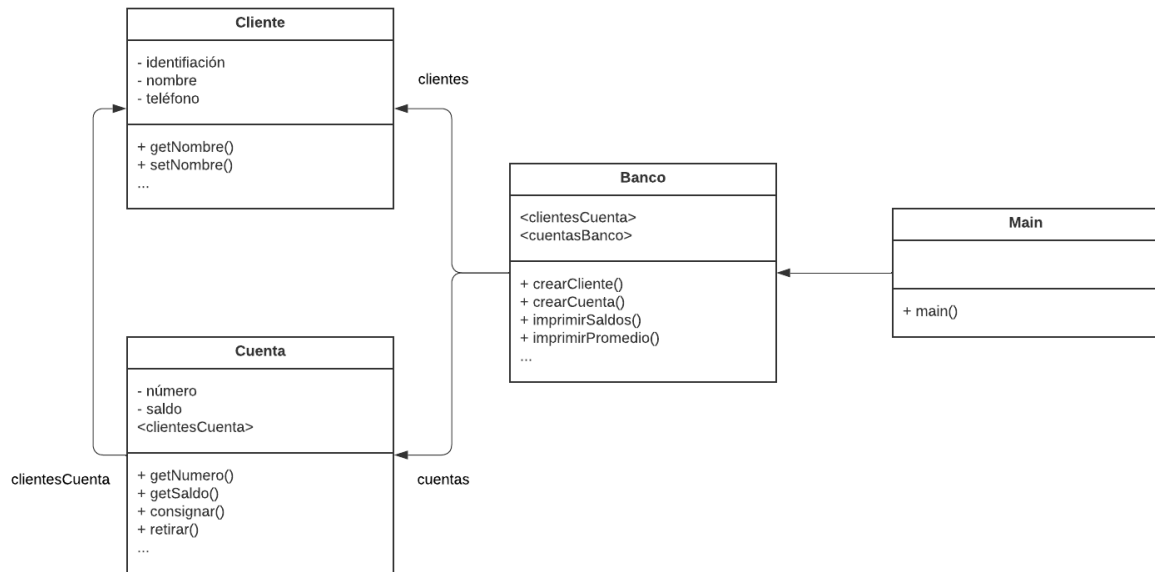 Cliente
- identifiación
- nombre
- teléfono
+ getNombre()
+ setNombre()
...
clientes
Banco
<clientesCuenta>
<cuentasBanco>
+ crearCliente()
+ crearCuenta()
+ imprimirSaldos()
+ imprimirPromedio()
...
Main
+ main()
Cuenta
- número
- saldo
<clientesCuenta>
+ getNumero()
+ getSaldo()
+ consignar()
+ retirar()
...
clientesCuenta
cuentas